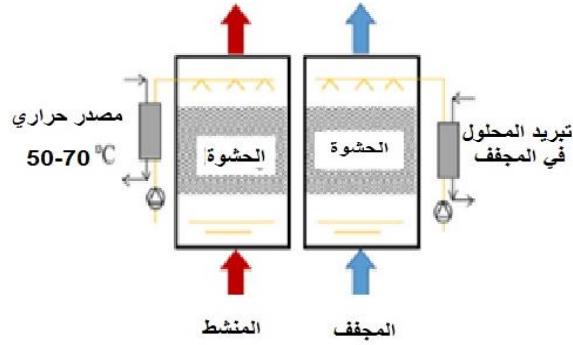 مصدر حراري
50-70 ℃
الحشوة
الحشوة
تبريد المحلول
في المجفف
المنشط
المجفف